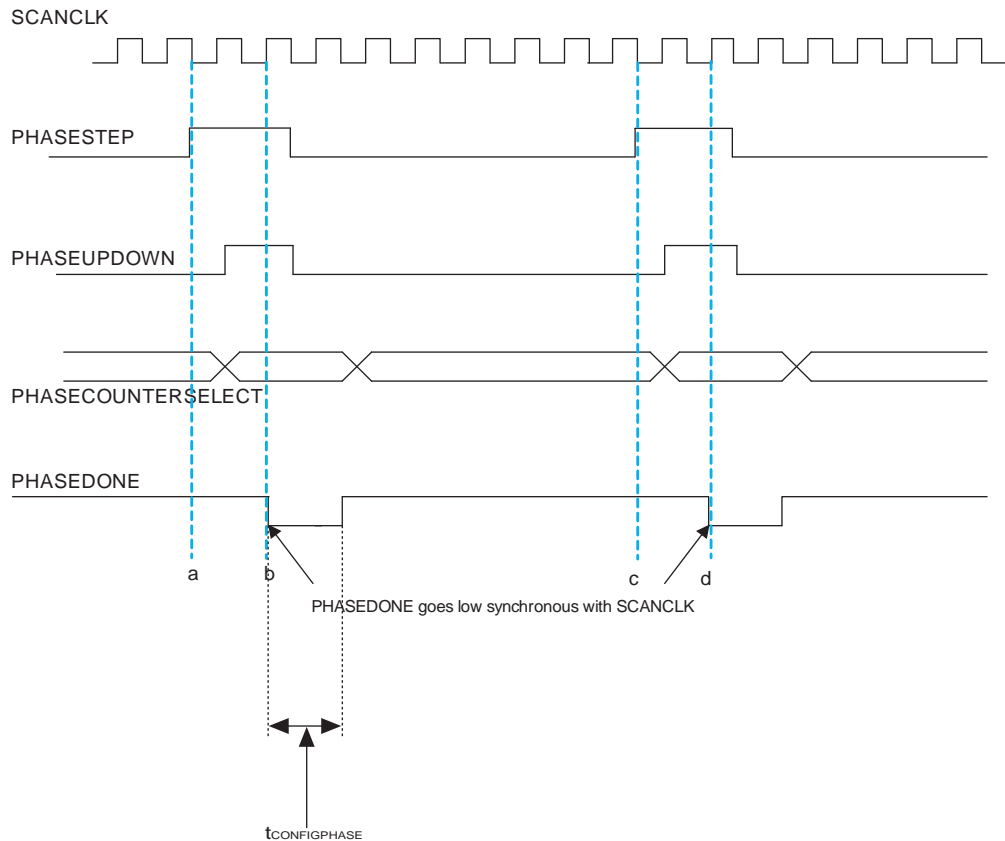 SCANCLK
PHASESTEP
PHASEUPDOWN
PHASECOUNTERSELECT
PHASEDONE
a b c d
PHASEDONE goes low synchronous with SCANCLK
tCONFIGPHASE